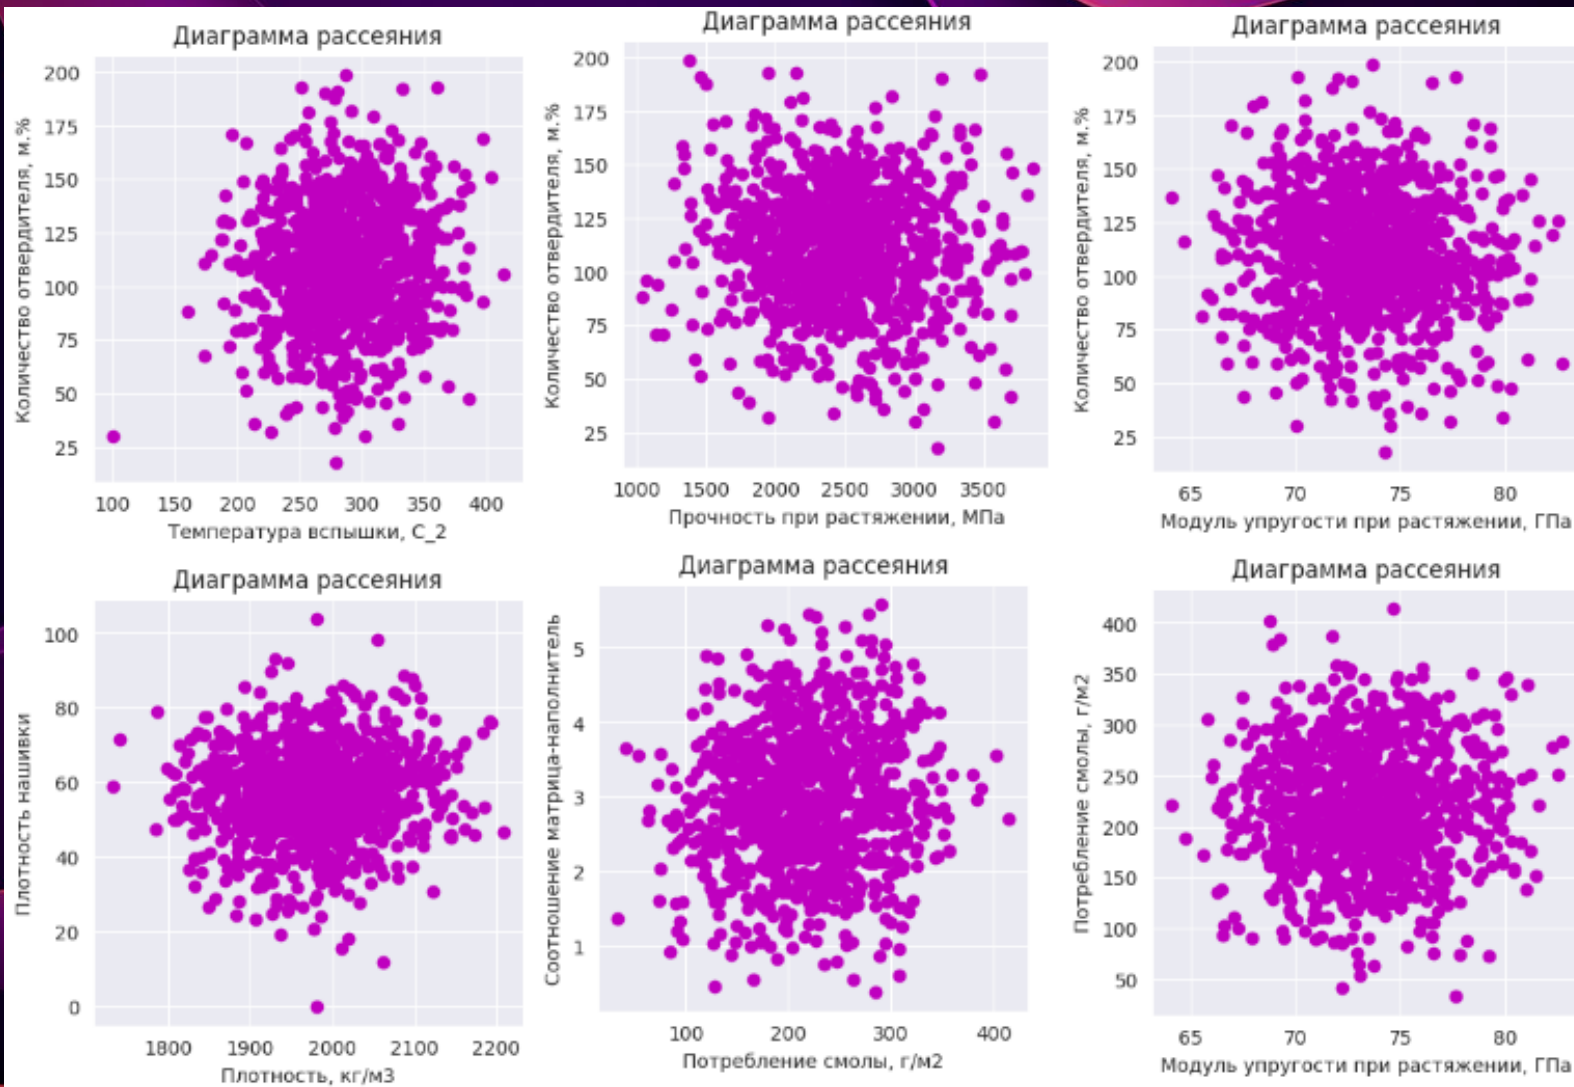 Диаграмма рассеяния
Количество отвердителя, м.%
200
175
150
125
100
75
50
25
100 150 200 250 300 350 400
Температура вспышки, С_2
Диаграмма рассеяния
Количество отвердителя, м.%
200
175
150
125
100
75
50
25
1000 1500 2000 2500 3000 3500
Прочность при растяжении, МПа
Диаграмма рассеяния
Количество отвердителя, м.%
200
175
150
125
100
75
50
25
65 70 75 80
Модуль упругости при растяжении, ГПа
Диаграмма рассеяния
Плотность нашивки
100
80
60
40
20
0
1800 1900 2000 2100 2200
Плотность, кг/м3
Диаграмма рассеяния
Соотношение матрица-наполнитель
5
4
3
2
1
100 200 300 400
Потребление смолы, г/м2
Диаграмма рассеяния
Потребление смолы, г/м2
400
350
300
250
200
150
100
50
65 70 75 80
Модуль упругости при растяжении, ГПа